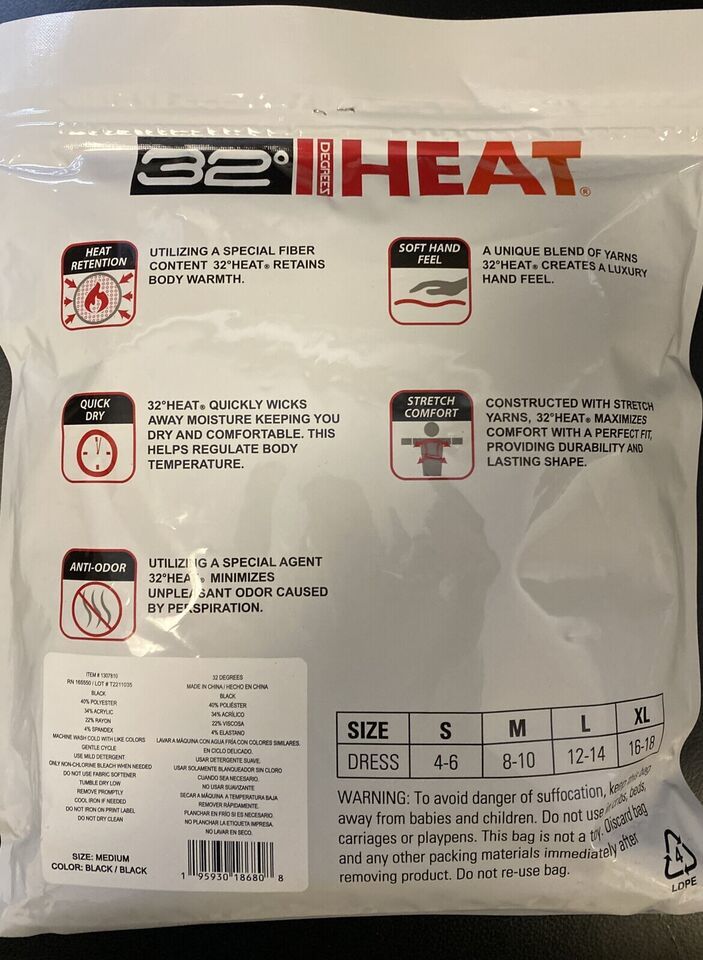 32° DEGREES HEAT®
HEAT
RETENTION
UTILIZING A SPECIAL FIBER
CONTENT 32°HEAT® RETAINS
BODY WARMTH.
SOFT HAND
FEEL
A UNIQUE BLEND OF YARNS
32°HEAT® CREATES A LUXURY
HAND FEEL.
QUICK
DRY
32°HEAT® QUICKLY WICKS
AWAY MOISTURE KEEPING YOU
DRY AND COMFORTABLE. THIS
HELPS REGULATE BODY
TEMPERATURE.
STRETCH
COMFORT
CONSTRUCTED WITH STRETCH
YARNS, 32°HEAT® MAXIMIZES
COMFORT WITH A PERFECT FIT,
PROVIDING DURABILITY AND
LASTING SHAPE.
ANTI-ODOR
UTILIZING A SPECIAL AGENT
32°HEAT® MINIMIZES
UNPLEASANT ODOR CAUSED
BY PERSPIRATION.
ITEM # 1307810
RN 166550 / LOT # T2211035
BLACK
40% POLYESTER
34% ACRYLIC
22% RAYON
4% SPANDEX
MACHINE WASH COLD WITH LIKE COLORS
GENTLE CYCLE
USE MILD DETERGENT
ONLY NON-CHLORINE BLEACH WHEN NEEDED
DO NOT USE FABRIC SOFTENER
TUMBLE DRY LOW
REMOVE PROMPTLY
COOL IRON IF NEEDED
DO NOT IRON ON PRINT LABEL
DO NOT DRY CLEAN
SIZE: MEDIUM
COLOR: BLACK / BLACK
32 DEGREES
MADE IN CHINA / HECHO EN CHINA
BLACK
40% POLIÉSTER
34% ACRÍLICO
22% VISCOSA
4% ELASTANO
LAVAR A MÁQUINA CON AGUA FRÍA CON COLORES SIMILARES.
EN CICLO DELICADO.
USAR DETERGENTE SUAVE.
USAR SOLAMENTE BLANQUEADOR SIN CLORO
CUANDO SEA NECESARIO.
NO USAR SUAVIZANTE
SECAR A MÁQUINA A TEMPERATURA BAJA
REMOVER RÁPIDAMENTE.
PLANCHAR EN FRÍO SI ES NECESARIO
NO PLANCHAR LA ETIQUETA IMPRESA.
NO LAVAR EN SECO.
1 95930 18680 8
SIZE S M L XL
DRESS 4-6 8-10 12-14 16-18
WARNING: To avoid danger of suffocation, keep this bag
away from babies and children. Do not use in cribs, beds,
carriages or playpens. This bag is not a toy. Discard bag
and any other packing materials immediately after
removing product. Do not re-use bag.
4
LDPE